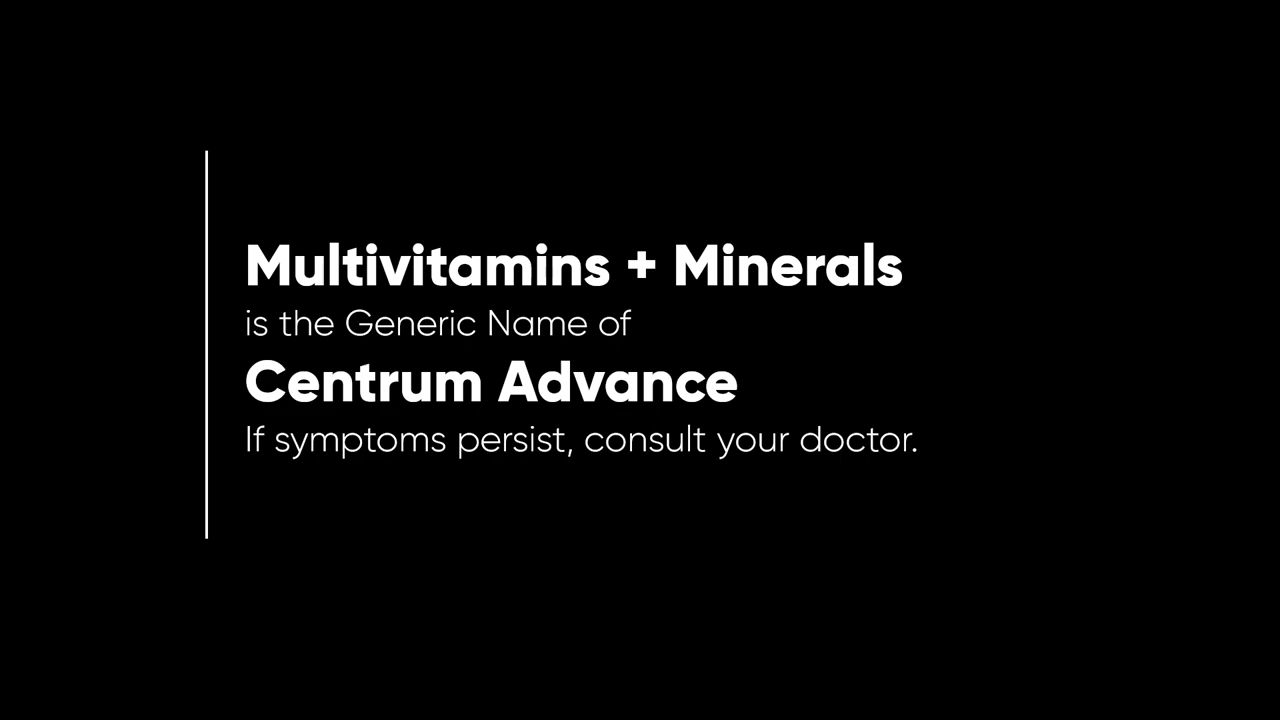 Multivitamins + Minerals
is the Generic Name of
Centrum Advance
If symptoms persist, consult your doctor.